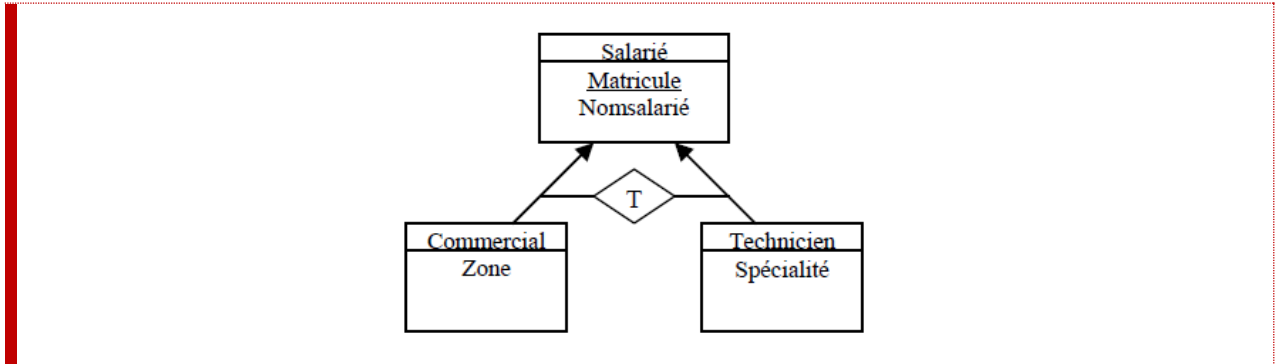 Salarié
Matricule
Nomsalarié
T
Commercial
Zone
Technicien
Spécialité